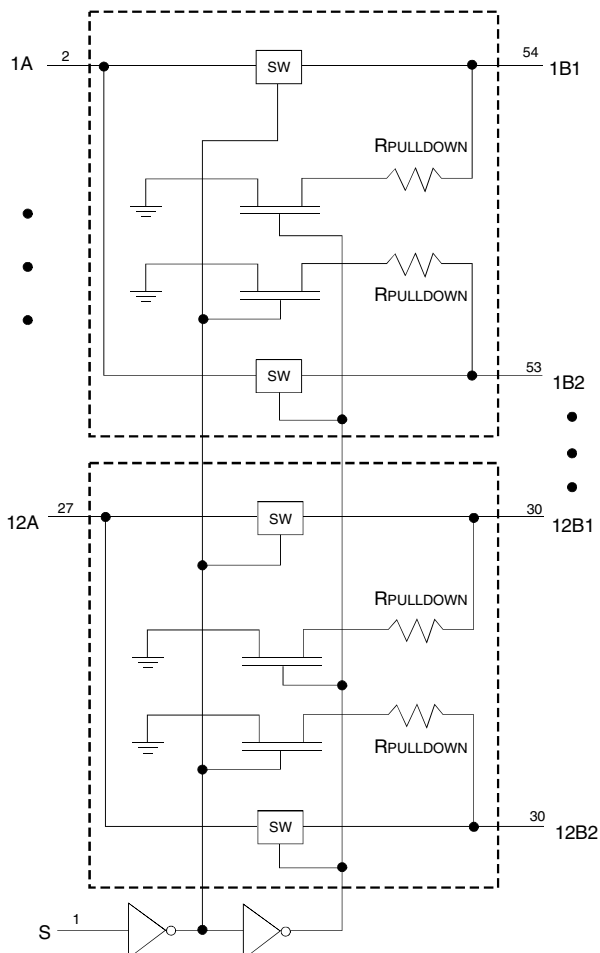 1A 2 SW 54 1B1
RPULLDOWN
RPULLDOWN
SW 53 1B2
12A 27 SW 30 12B1
RPULLDOWN
RPULLDOWN
SW 30 12B2
S 1